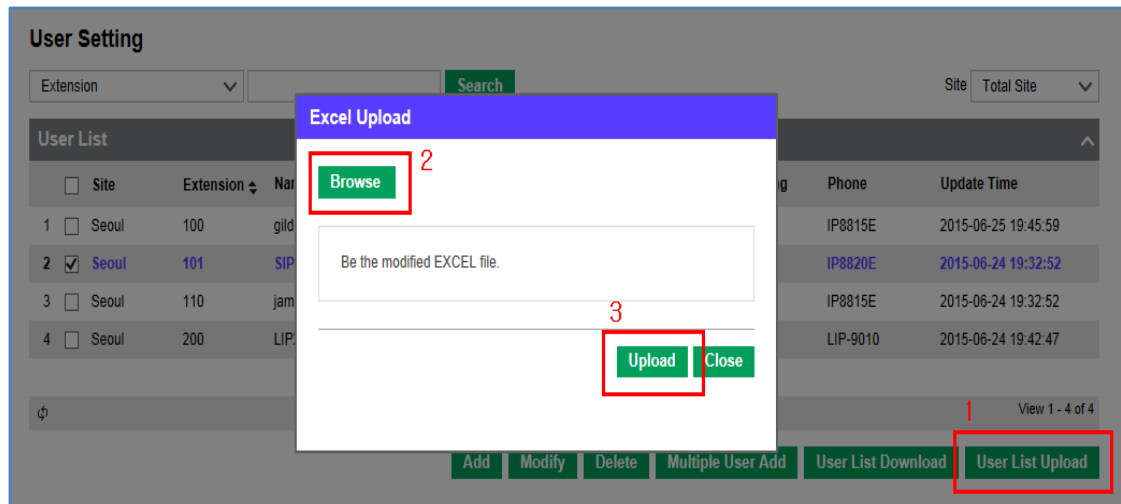 User Setting
Extension Search Site Total Site
Excel Upload
User List
2
Browse
Site Extension Nar g Phone Update Time
1 Seoul 100 gild IP8815E 2015-06-25 19:45:59
2 Seoul 101 SIP IP8820E 2015-06-24 19:32:52
Be the modified EXCEL file.
3 Seoul 110 jam IP8815E 2015-06-24 19:32:52
3
4 Seoul 200 LIP LIP-9010 2015-06-24 19:42:47
Upload Close
1 View 1 - 4 of 4
Add Modify Delete Multiple User Add User List Download User List Upload